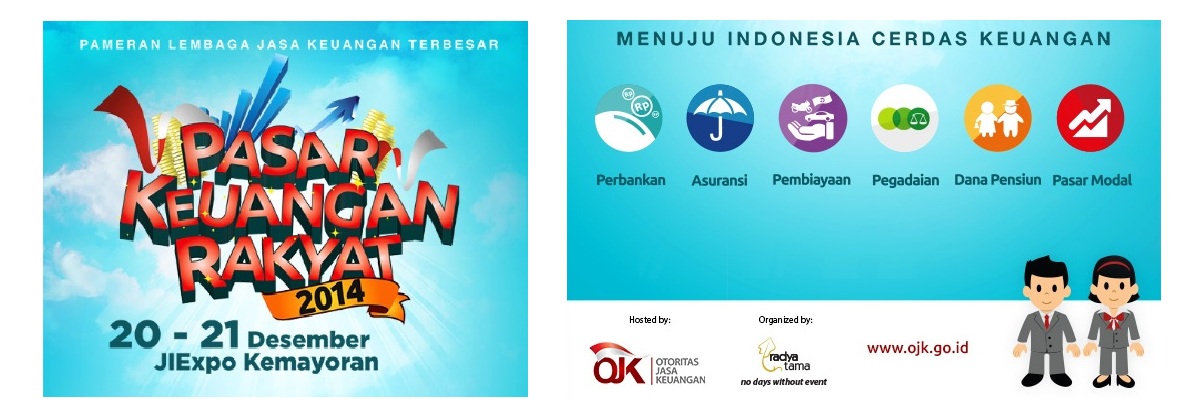 PAMERAN LEMBAGA JASA KEUANGAN TERBESAR
PASAR
KEUANGAN
RAKYAT
2014
20 - 21 Desember
JIExpo Kemayoran
MENUJU INDONESIA CERDAS KEUANGAN
RP
RP
Perbankan
Asuransi
Pembiayaan
Pegadaian
Dana Pensiun
Pasar Modal
Hosted by:
OJK
OTORITAS
JASA
KEUANGAN
Organized by:
radya
tama
no days without event
www.ojk.go.id